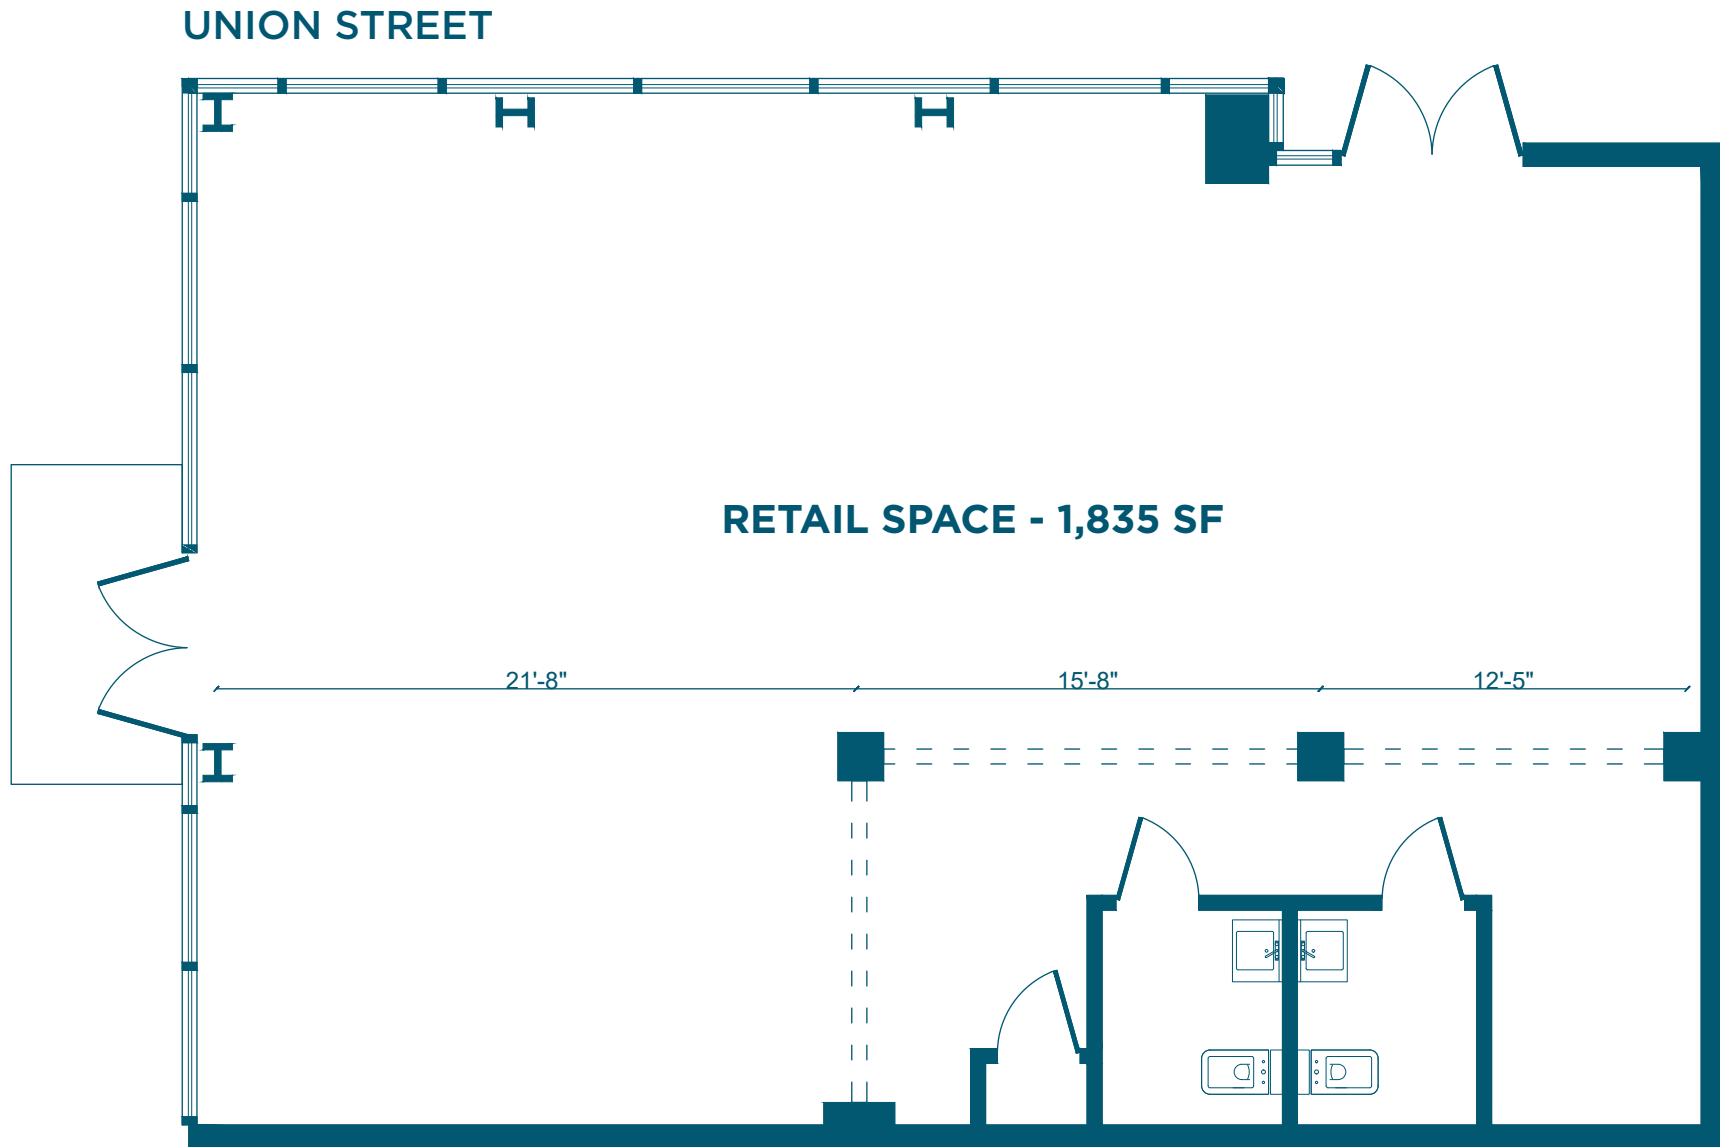 UNION STREET
RETAIL SPACE - 1,835 SF
21'-8"
15'-8"
12'-5"